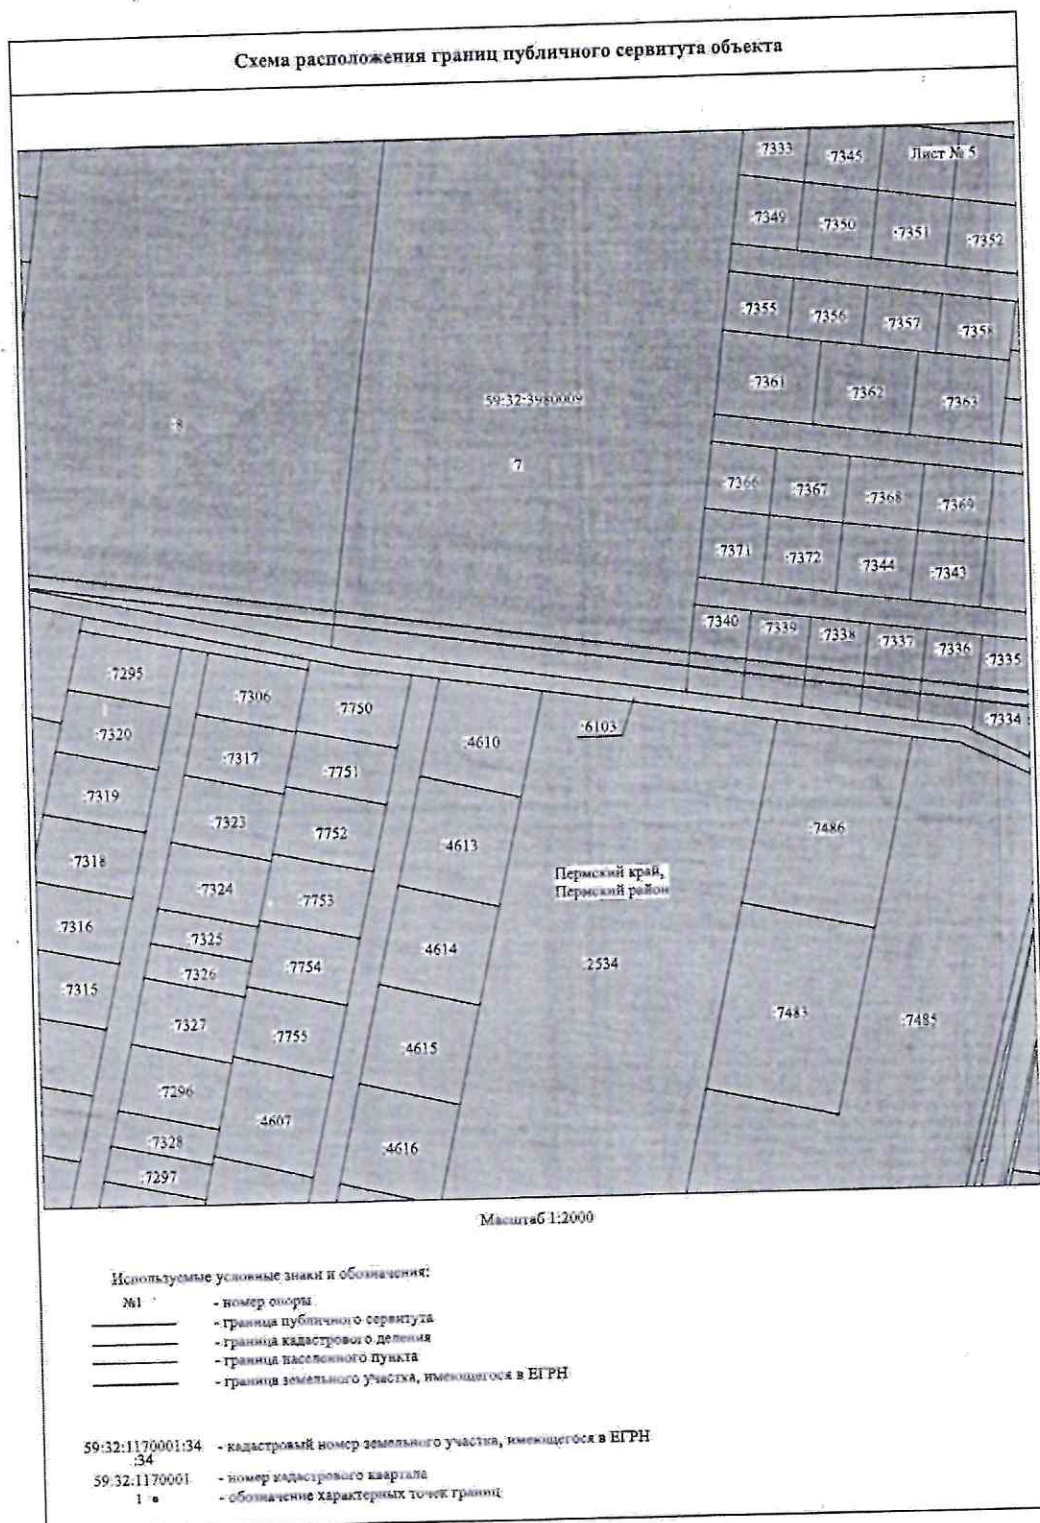 Схема расположения границ публичного сервитута объекта
:7333 :7345 Лист № 5
:7349 :7350 :7351 :7352
:7355 :7356 :7357 :7358
:7361 :7362 :7363
59:32:3980009
:8
7
:7366 :7367 :7368 :7369
:7371 :7372 :7344 :7343
:7340 :7339 :7338 :7337 :7336 :7335
:7334
:7295 :7306 :7750 :4610 :6103
:7320 :7317 :7751
:7319 :7323 :7752 :4613 :7486
:7318 :7324 :7753
Пермский край,
Пермский район
:7316 :7325 :7754 :4614 :2534
:7326
:7315 :7327 :7755 :4615 :7483 :7485
:7296 :4607
:7328 :4616
:7297
Масштаб 1:2000
Используемые условные знаки и обозначения:
№1 - номер опоры
- граница публичного сервитута
- граница кадастрового деления
- граница населенного пункта
- граница земельного участка, имеющегося в ЕГРН
59:32:1170001:34 - кадастровый номер земельного участка, имеющегося в ЕГРН
:34
59:32:1170001 - номер кадастрового квартала
1 - обозначение характерных точек границ